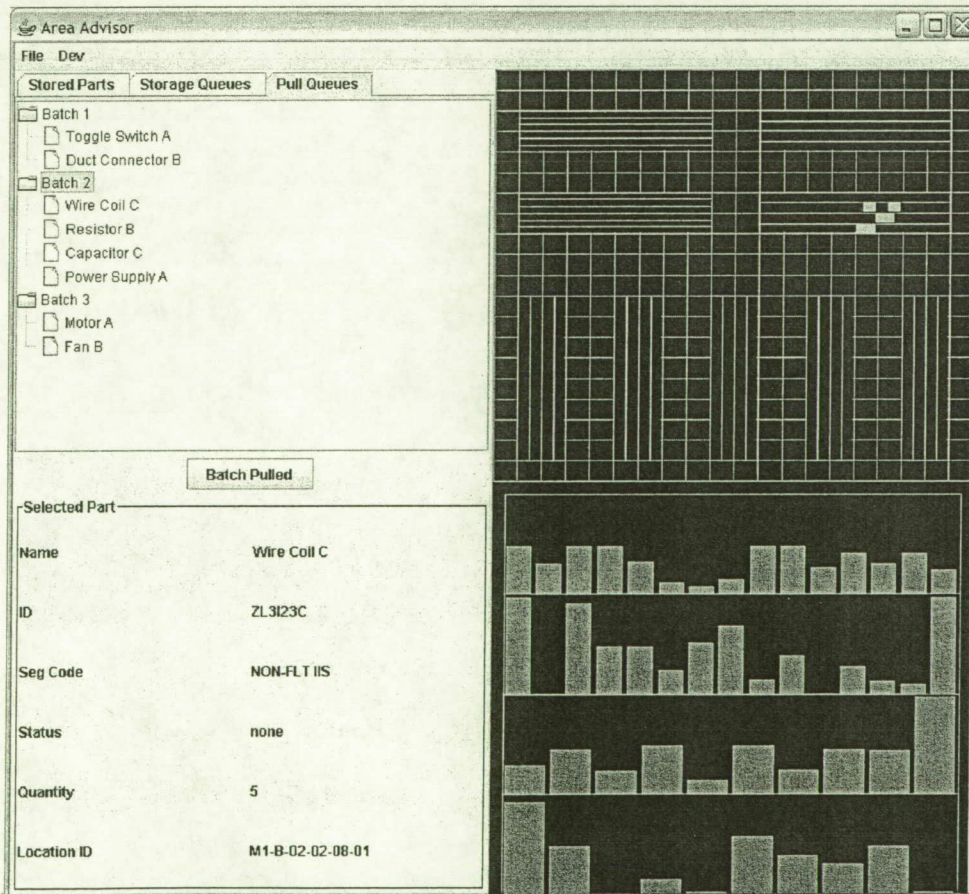 Area Advisor
File Dev
Stored Parts Storage Queues Pull Queues
Batch 1
Toggle Switch A
Duct Connector B
Batch 2
Wire Coil C
Resistor B
Capacitor C
Power Supply A
Batch 3
Motor A
Fan B
Batch Pulled
Selected Part
Name Wire Coil C
ID ZL3I23C
Seg Code NON-FLT IIS
Status none
Quantity 5
Location ID M1-B-02-02-08-01